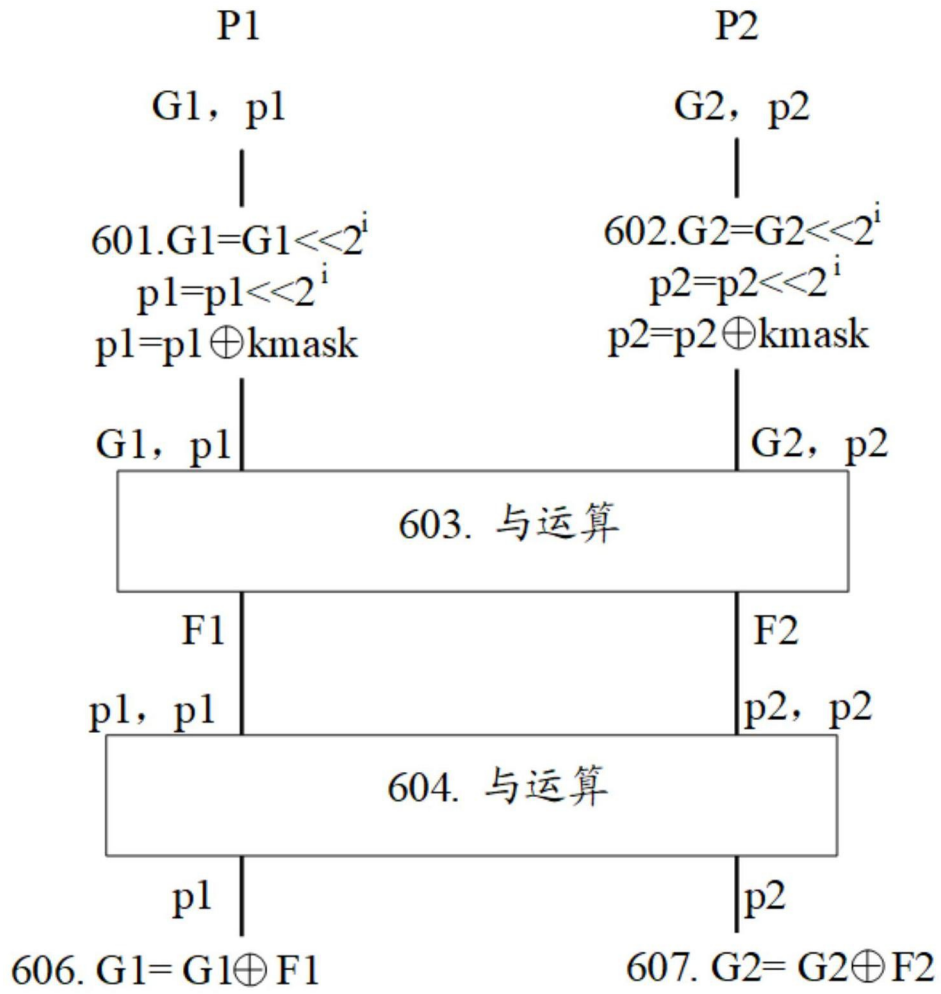 P1 P2
G1，p1 G2，p2
601.G1=G1<<2^i 602.G2=G2<<2^i
p1=p1<<2^i p2=p2<<2^i
p1=p1⊕kmask p2=p2⊕kmask
G1，p1 G2，p2
603. 与运算
F1 F2
p1，p1 p2，p2
604. 与运算
p1 p2
606. G1= G1⊕F1 607. G2= G2⊕F2